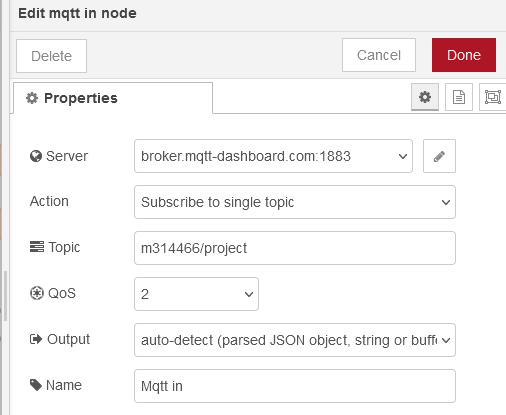 Edit mqtt in node
Delete Cancel Done
Properties
Server broker.mqtt-dashboard.com:1883
Action Subscribe to single topic
Topic m314466/project
QoS 2
Output auto-detect (parsed JSON object, string or buff
Name Mqtt in